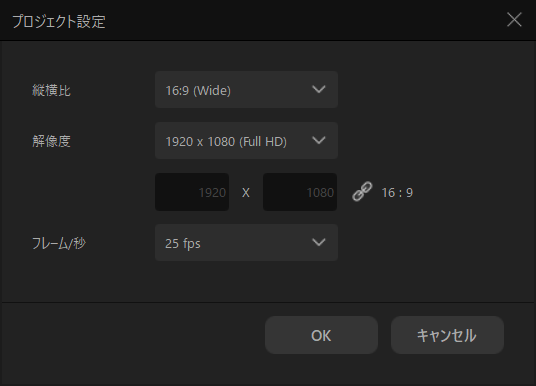 プロジェクト設定
縦横比 16:9 (Wide)
解像度 1920 x 1080 (Full HD)
1920 X 1080 16 : 9
フレーム/秒 25 fps
OK キャンセル